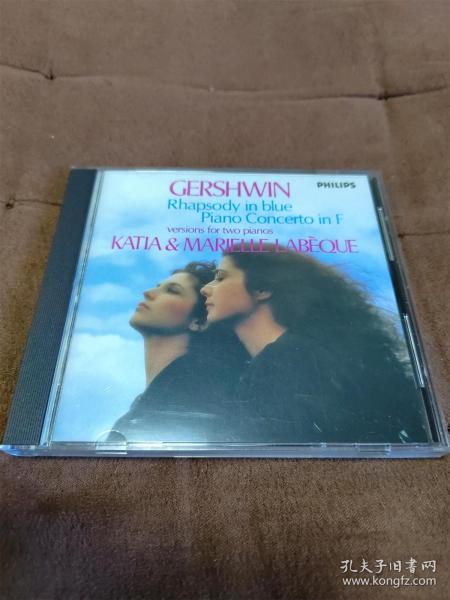 GERSHWIN
PHILIPS
Rhapsody in blue
Piano Concerto in F
versions for two pianos
KATIA & MARIELLE LABÈQUE
孔夫子旧书网
www.kongfz.com